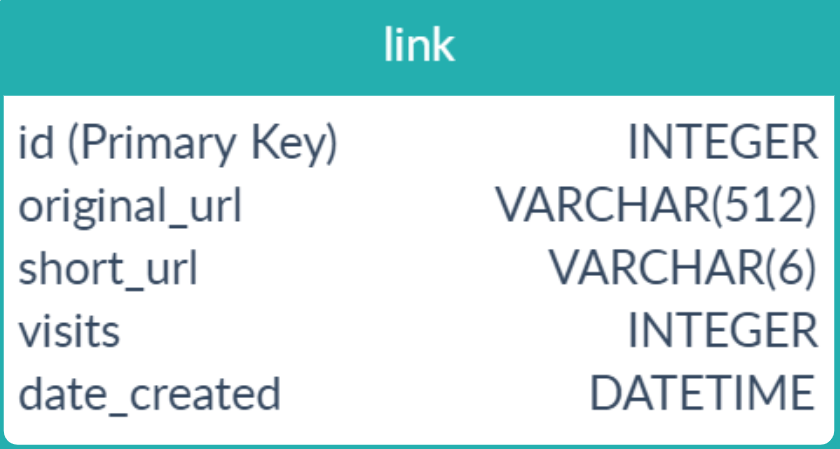 link
id (Primary Key) INTEGER
original_url VARCHAR(512)
short_url VARCHAR(6)
visits INTEGER
date_created DATETIME